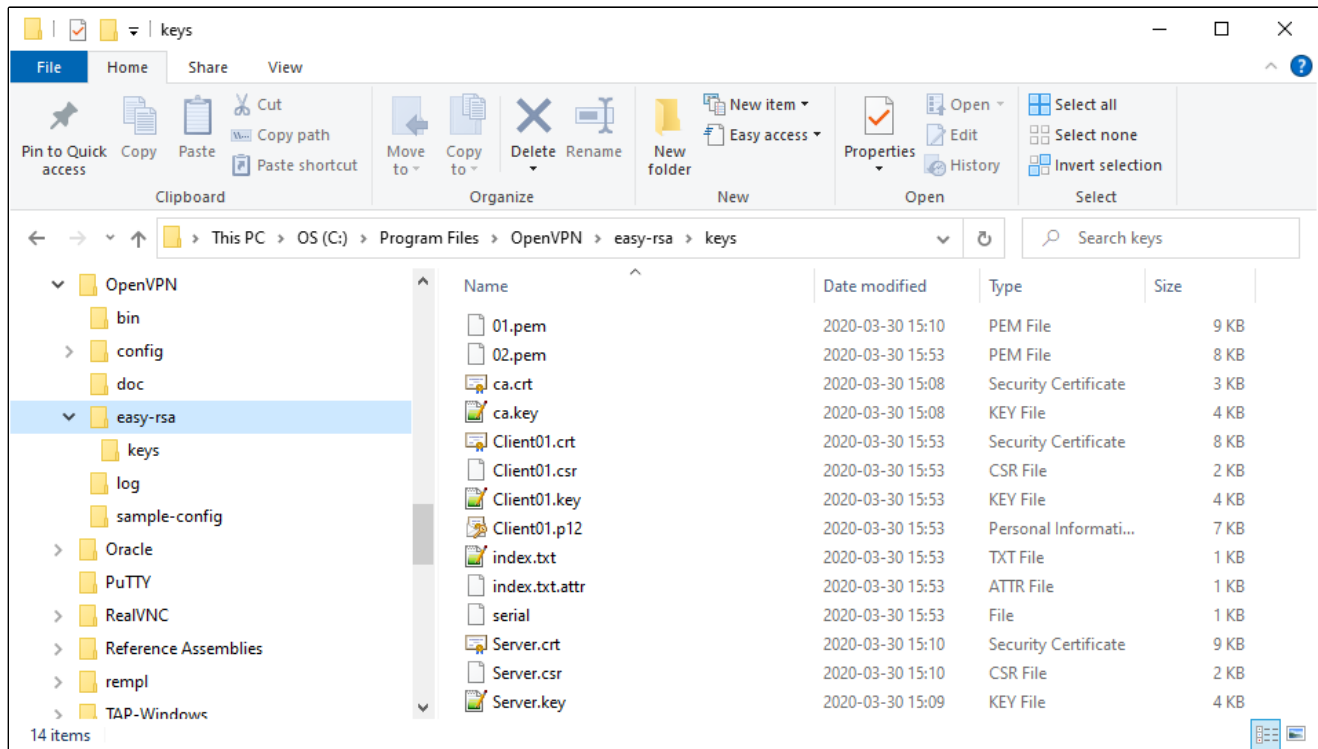 keys
File Home Share View
Pin to Quick access
Copy
Paste
Cut
Copy path
Paste shortcut
Clipboard
Move to
Copy to
Delete
Rename
Organize
New folder
New item
Easy access
New
Properties
Open
Edit
History
Open
Select all
Select none
Invert selection
Select
This PC > OS (C:) > Program Files > OpenVPN > easy-rsa > keys
Search keys
OpenVPN
bin
config
doc
easy-rsa
keys
log
sample-config
Oracle
PuTTY
RealVNC
Reference Assemblies
rempl
TAP-Windows
Name Date modified Type Size
01.pem 2020-03-30 15:10 PEM File 9 KB
02.pem 2020-03-30 15:53 PEM File 8 KB
ca.crt 2020-03-30 15:08 Security Certificate 3 KB
ca.key 2020-03-30 15:08 KEY File 4 KB
Client01.crt 2020-03-30 15:53 Security Certificate 8 KB
Client01.csr 2020-03-30 15:53 CSR File 2 KB
Client01.key 2020-03-30 15:53 KEY File 4 KB
Client01.p12 2020-03-30 15:53 Personal Informati... 7 KB
index.txt 2020-03-30 15:53 TXT File 1 KB
index.txt.attr 2020-03-30 15:53 ATTR File 1 KB
serial 2020-03-30 15:53 File 1 KB
Server.crt 2020-03-30 15:10 Security Certificate 9 KB
Server.csr 2020-03-30 15:10 CSR File 2 KB
Server.key 2020-03-30 15:09 KEY File 4 KB
14 items